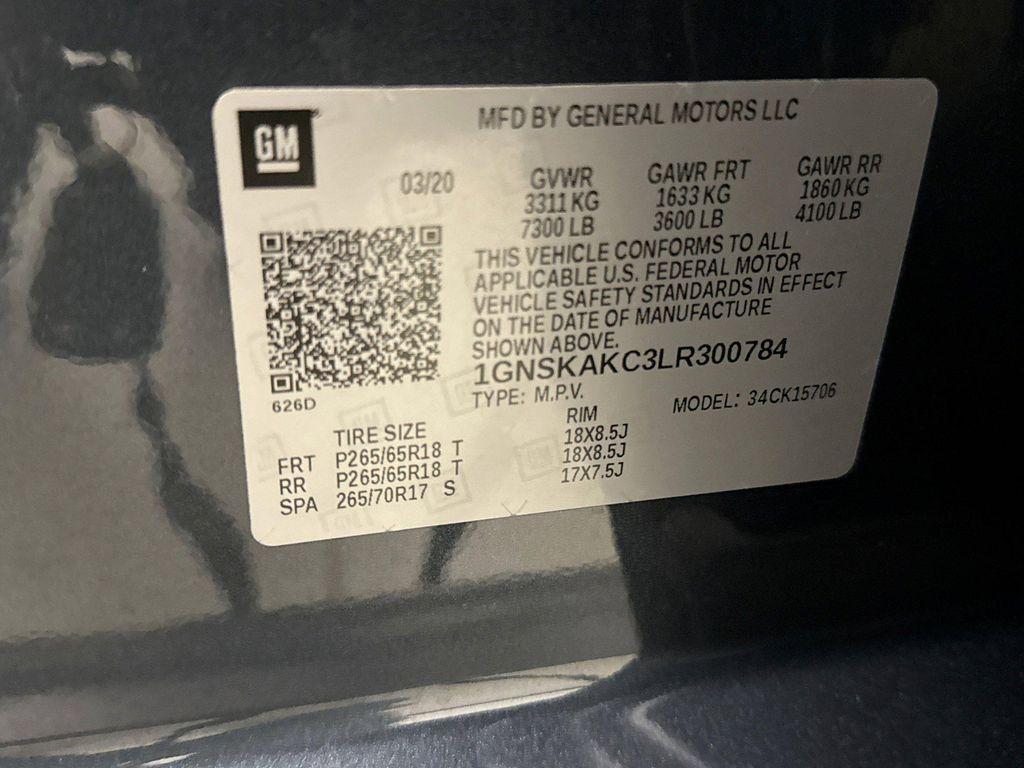 GM
MFD BY GENERAL MOTORS LLC
03/20 GVWR GAWR FRT GAWR RR
3311 KG 1633 KG 1860 KG
7300 LB 3600 LB 4100 LB
THIS VEHICLE CONFORMS TO ALL
APPLICABLE U.S. FEDERAL MOTOR
VEHICLE SAFETY STANDARDS IN EFFECT
ON THE DATE OF MANUFACTURE
SHOWN ABOVE.
1GNSKAKC3LR300784
626D
TYPE: M.P.V. MODEL: 34CK15706
TIRE SIZE RIM
FRT P265/65R18 T 18X8.5J
RR P265/65R18 T 18X8.5J
SPA 265/70R17 S 17X7.5J